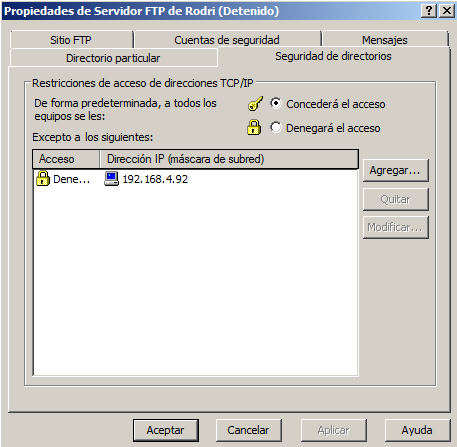 Propiedades de Servidor FTP de Rodri (Detenido)
Sitio FTP
Cuentas de seguridad
Mensajes
Directorio particular
Seguridad de directorios
Restricciones de acceso de direcciones TCP/IP
De forma predeterminada, a todos los
equipos se les:
Concederá el acceso
Denegará el acceso
Excepto a los siguientes:
Acceso
Dirección IP (máscara de subred)
Dene...
192.168.4.92
Agregar...
Quitar
Modificar...
Aceptar
Cancelar
Aplicar
Ayuda